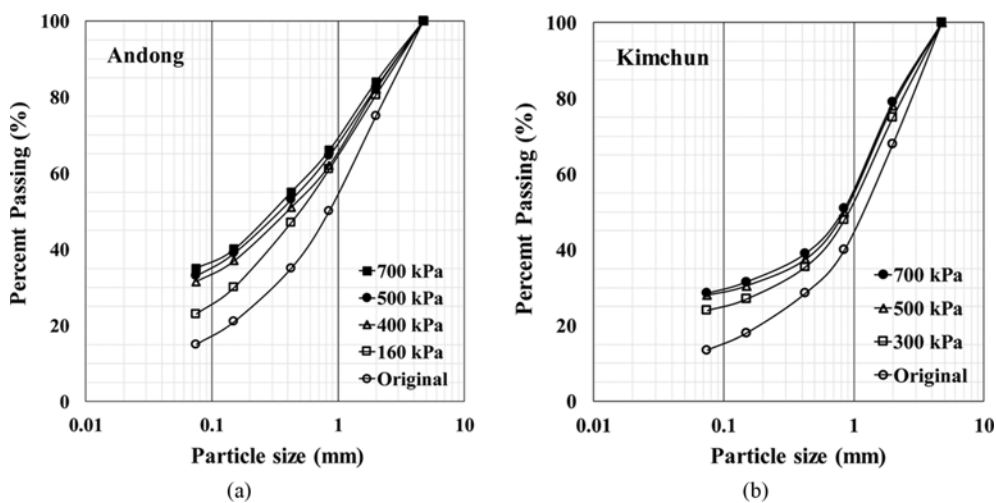 100
80
60
40
20
0
Percemt Passing (%)
Andong
700 kPa
500 kPa
400 kPa
160 kPa
Original
0.01
0.1
1
10
Particle size (mm)
(a)
100
80
60
40
20
0
Percemt Passing (%)
Kimchun
700 kPa
500 kPa
300 kPa
Original
0.01
0.1
1
10
Particle size (mm)
(b)